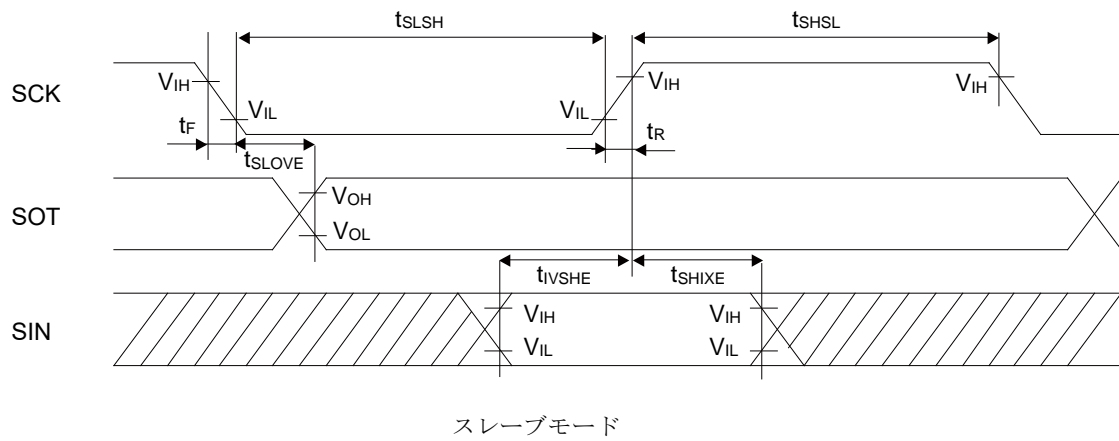 tSLSH
tSHSL
SCK
VIH
VIL
VIL
VIH
VIH
tF
tSLOVE
tR
SOT
VOH
VOL
tIVSHE
tSHIXE
SIN
VIH
VIL
VIH
VIL
スレーブモード